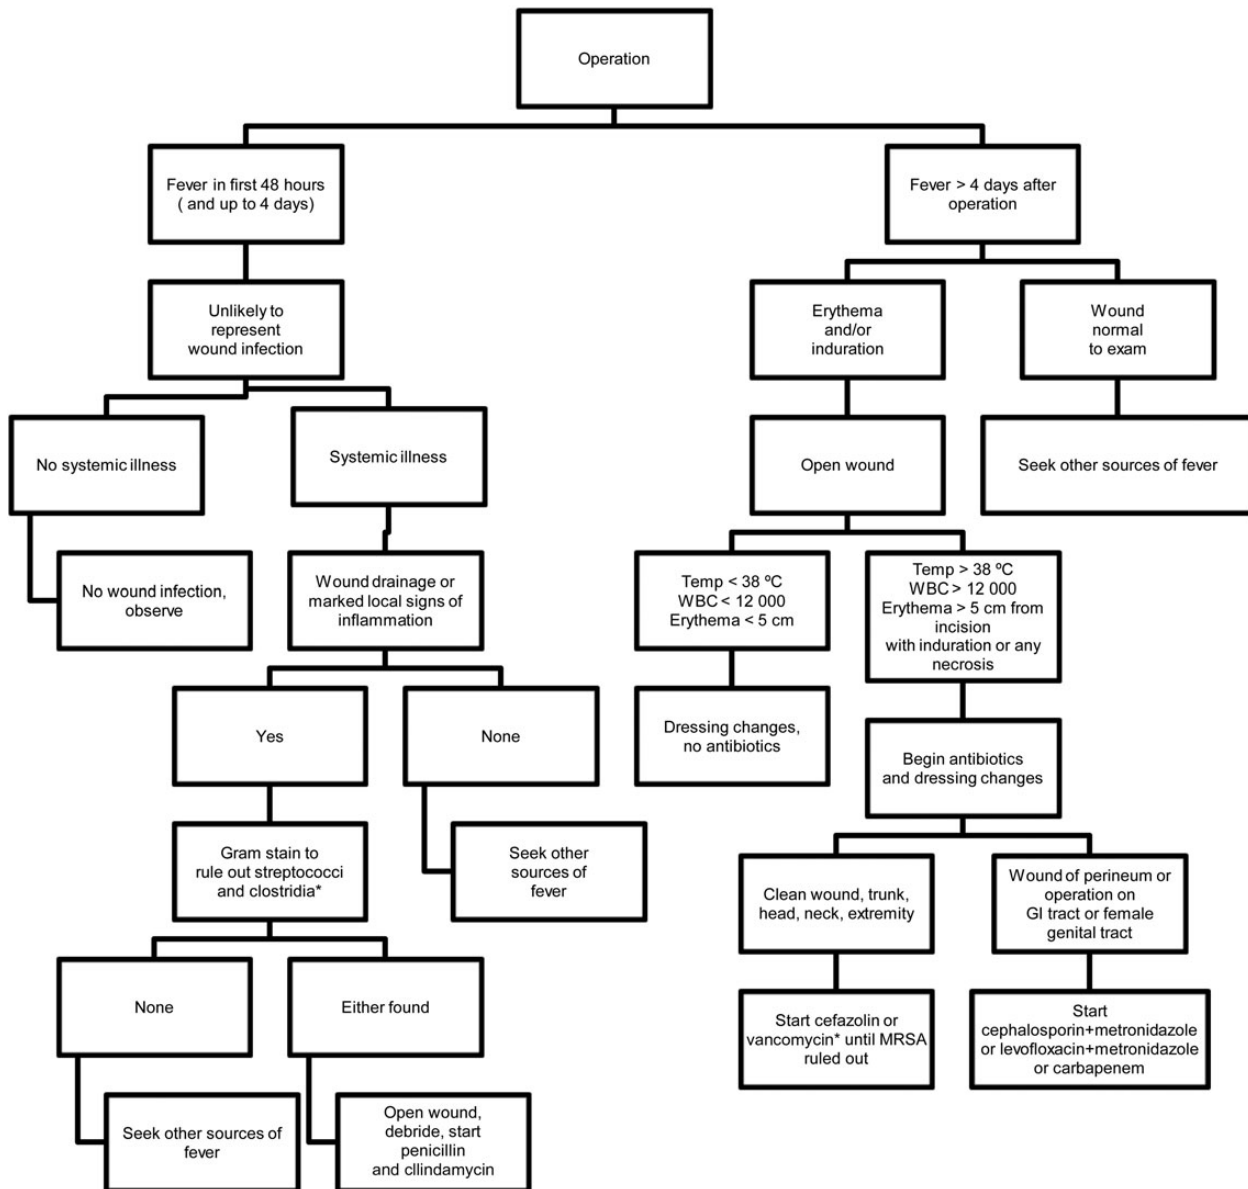 Operation
Fever in first 48 hours
( and up to 4 days)
Fever > 4 days after
operation
Unlikely to
represent
wound infection
Erythema
and/or
induration
Wound
normal
to exam
No systemic illness
Systemic illness
Open wound
Seek other sources of fever
No wound infection,
observe
Wound drainage or
marked local signs of
inflammation
Temp < 38 ºC
WBC < 12 000
Erythema < 5 cm
Temp > 38 ºC
WBC > 12 000
Erythema > 5 cm from
incision
with induration or any
necrosis
Yes
None
Dressing changes,
no antibiotics
Begin antibiotics
and dressing changes
Gram stain to
rule out streptococci
and clostridia*
Seek other
sources of
fever
Clean wound, trunk,
head, neck, extremity
Wound of perineum or
operation on
GI tract or female
genital tract
None
Either found
Start cefazolin or
vancomycin* until MRSA
ruled out
Start
cephalosporin+metronidazole
or levofloxacin+metronidazole
or carbapenem
Seek other sources of
fever
Open wound,
debride, start
penicillin
and cllindamycin